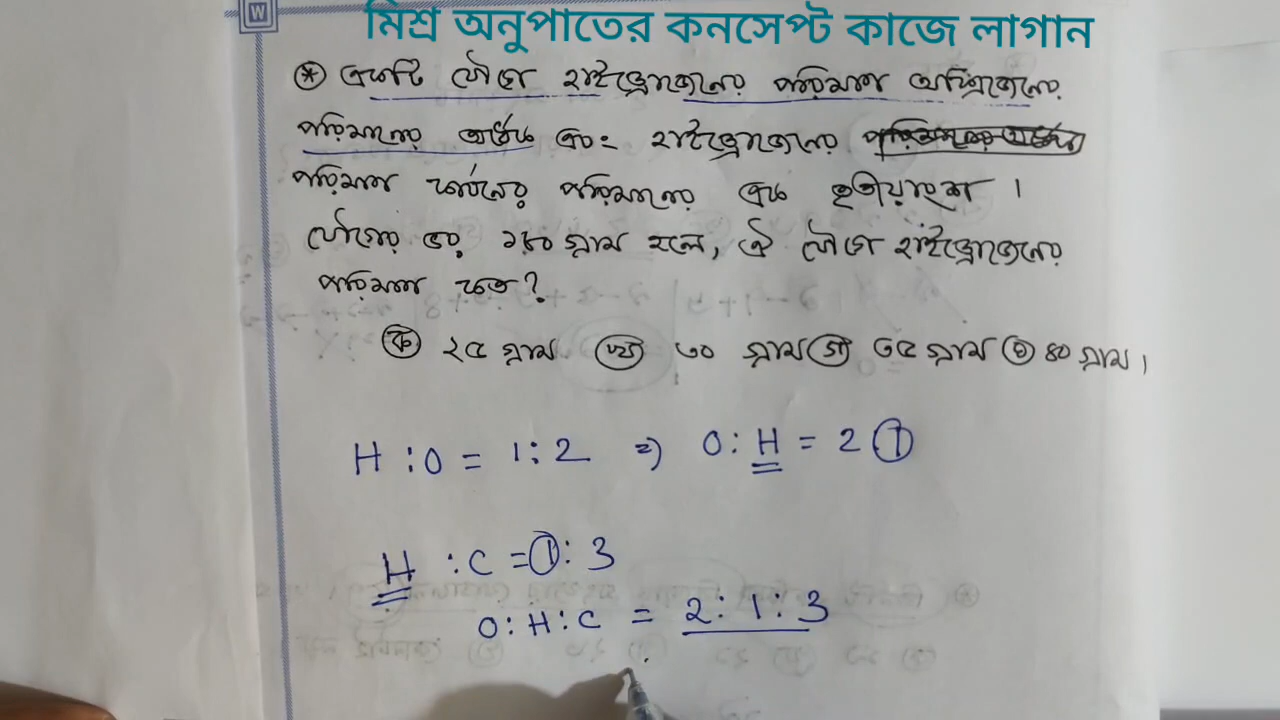 W
মিশ্র অনুপাতের কনসেপ্ট কাজে লাগান
* একটি যৌগে হাইড্রোজেনের পরিমাণ অক্সিজেনের
পরিমাণের অর্ধেক এবং হাইড্রোজেনের
পরিমাণ কার্বনের পরিমাণের এক তৃতীয়াংশ ।
যৌগের ভর ১৮০ গ্রাম হলে, ঐ যৌগে হাইড্রোজেনের
পরিমাণ কত?
ক ২৫ গ্রাম খ ৩০ গ্রাম গ ৩৫ গ্রাম ঘ ৪০ গ্রাম ।
H : O = 1 : 2 => O : H = 2 1
H : C = 1 : 3
O : H : C = 2 : 1 : 3